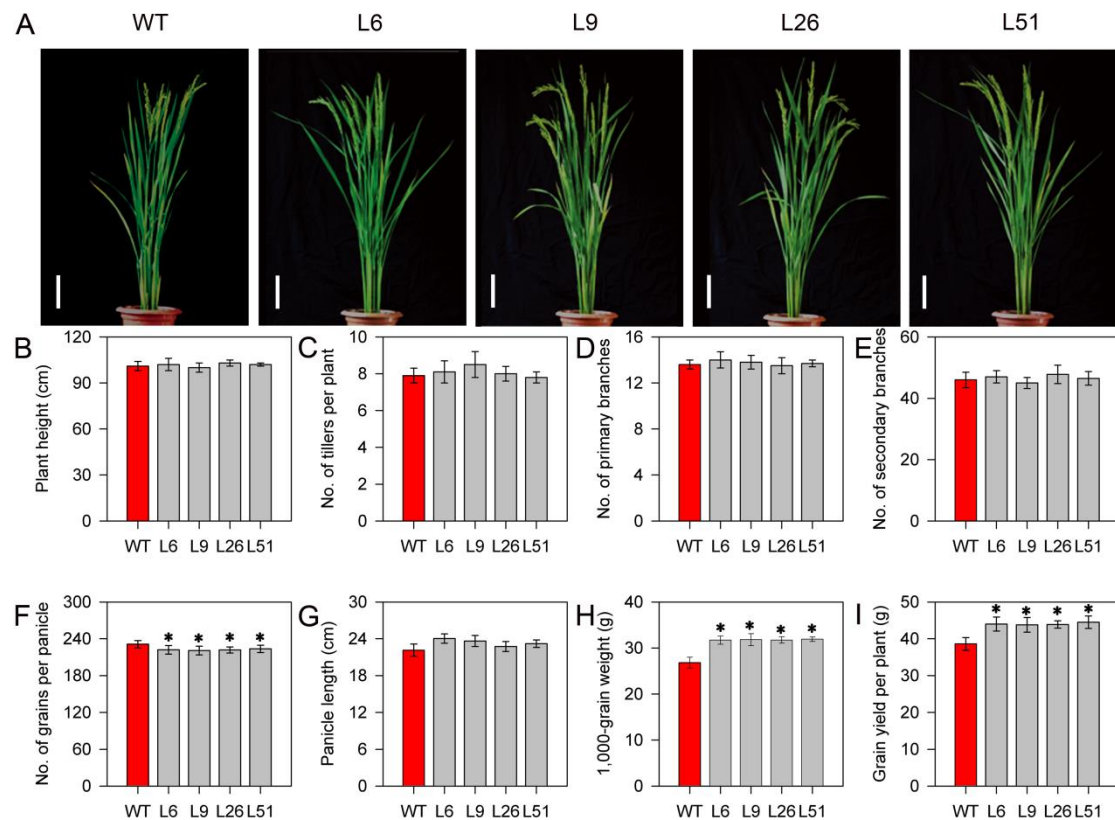 A
WT
L6
L9
L26
L51
B
Plant height (cm)
120
90
60
30
0
WT L6 L9 L26 L51
C
No. of tillers per plant
10
8
6
4
2
0
WT L6 L9 L26 L51
D
No. of primary branches
16
12
8
4
0
WT L6 L9 L26 L51
E
No. of secondary branches
60
40
20
0
WT L6 L9 L26 L51
F
No. of grains per panicle
300
240
180
120
60
0
* * * *
WT L6 L9 L26 L51
G
Panicle length (cm)
30
24
18
12
6
0
WT L6 L9 L26 L51
H
1,000-grain weight (g)
40
30
20
10
0
* * * *
WT L6 L9 L26 L51
I
Grain yield per plant (g)
50
40
30
20
10
0
* * * *
WT L6 L9 L26 L51